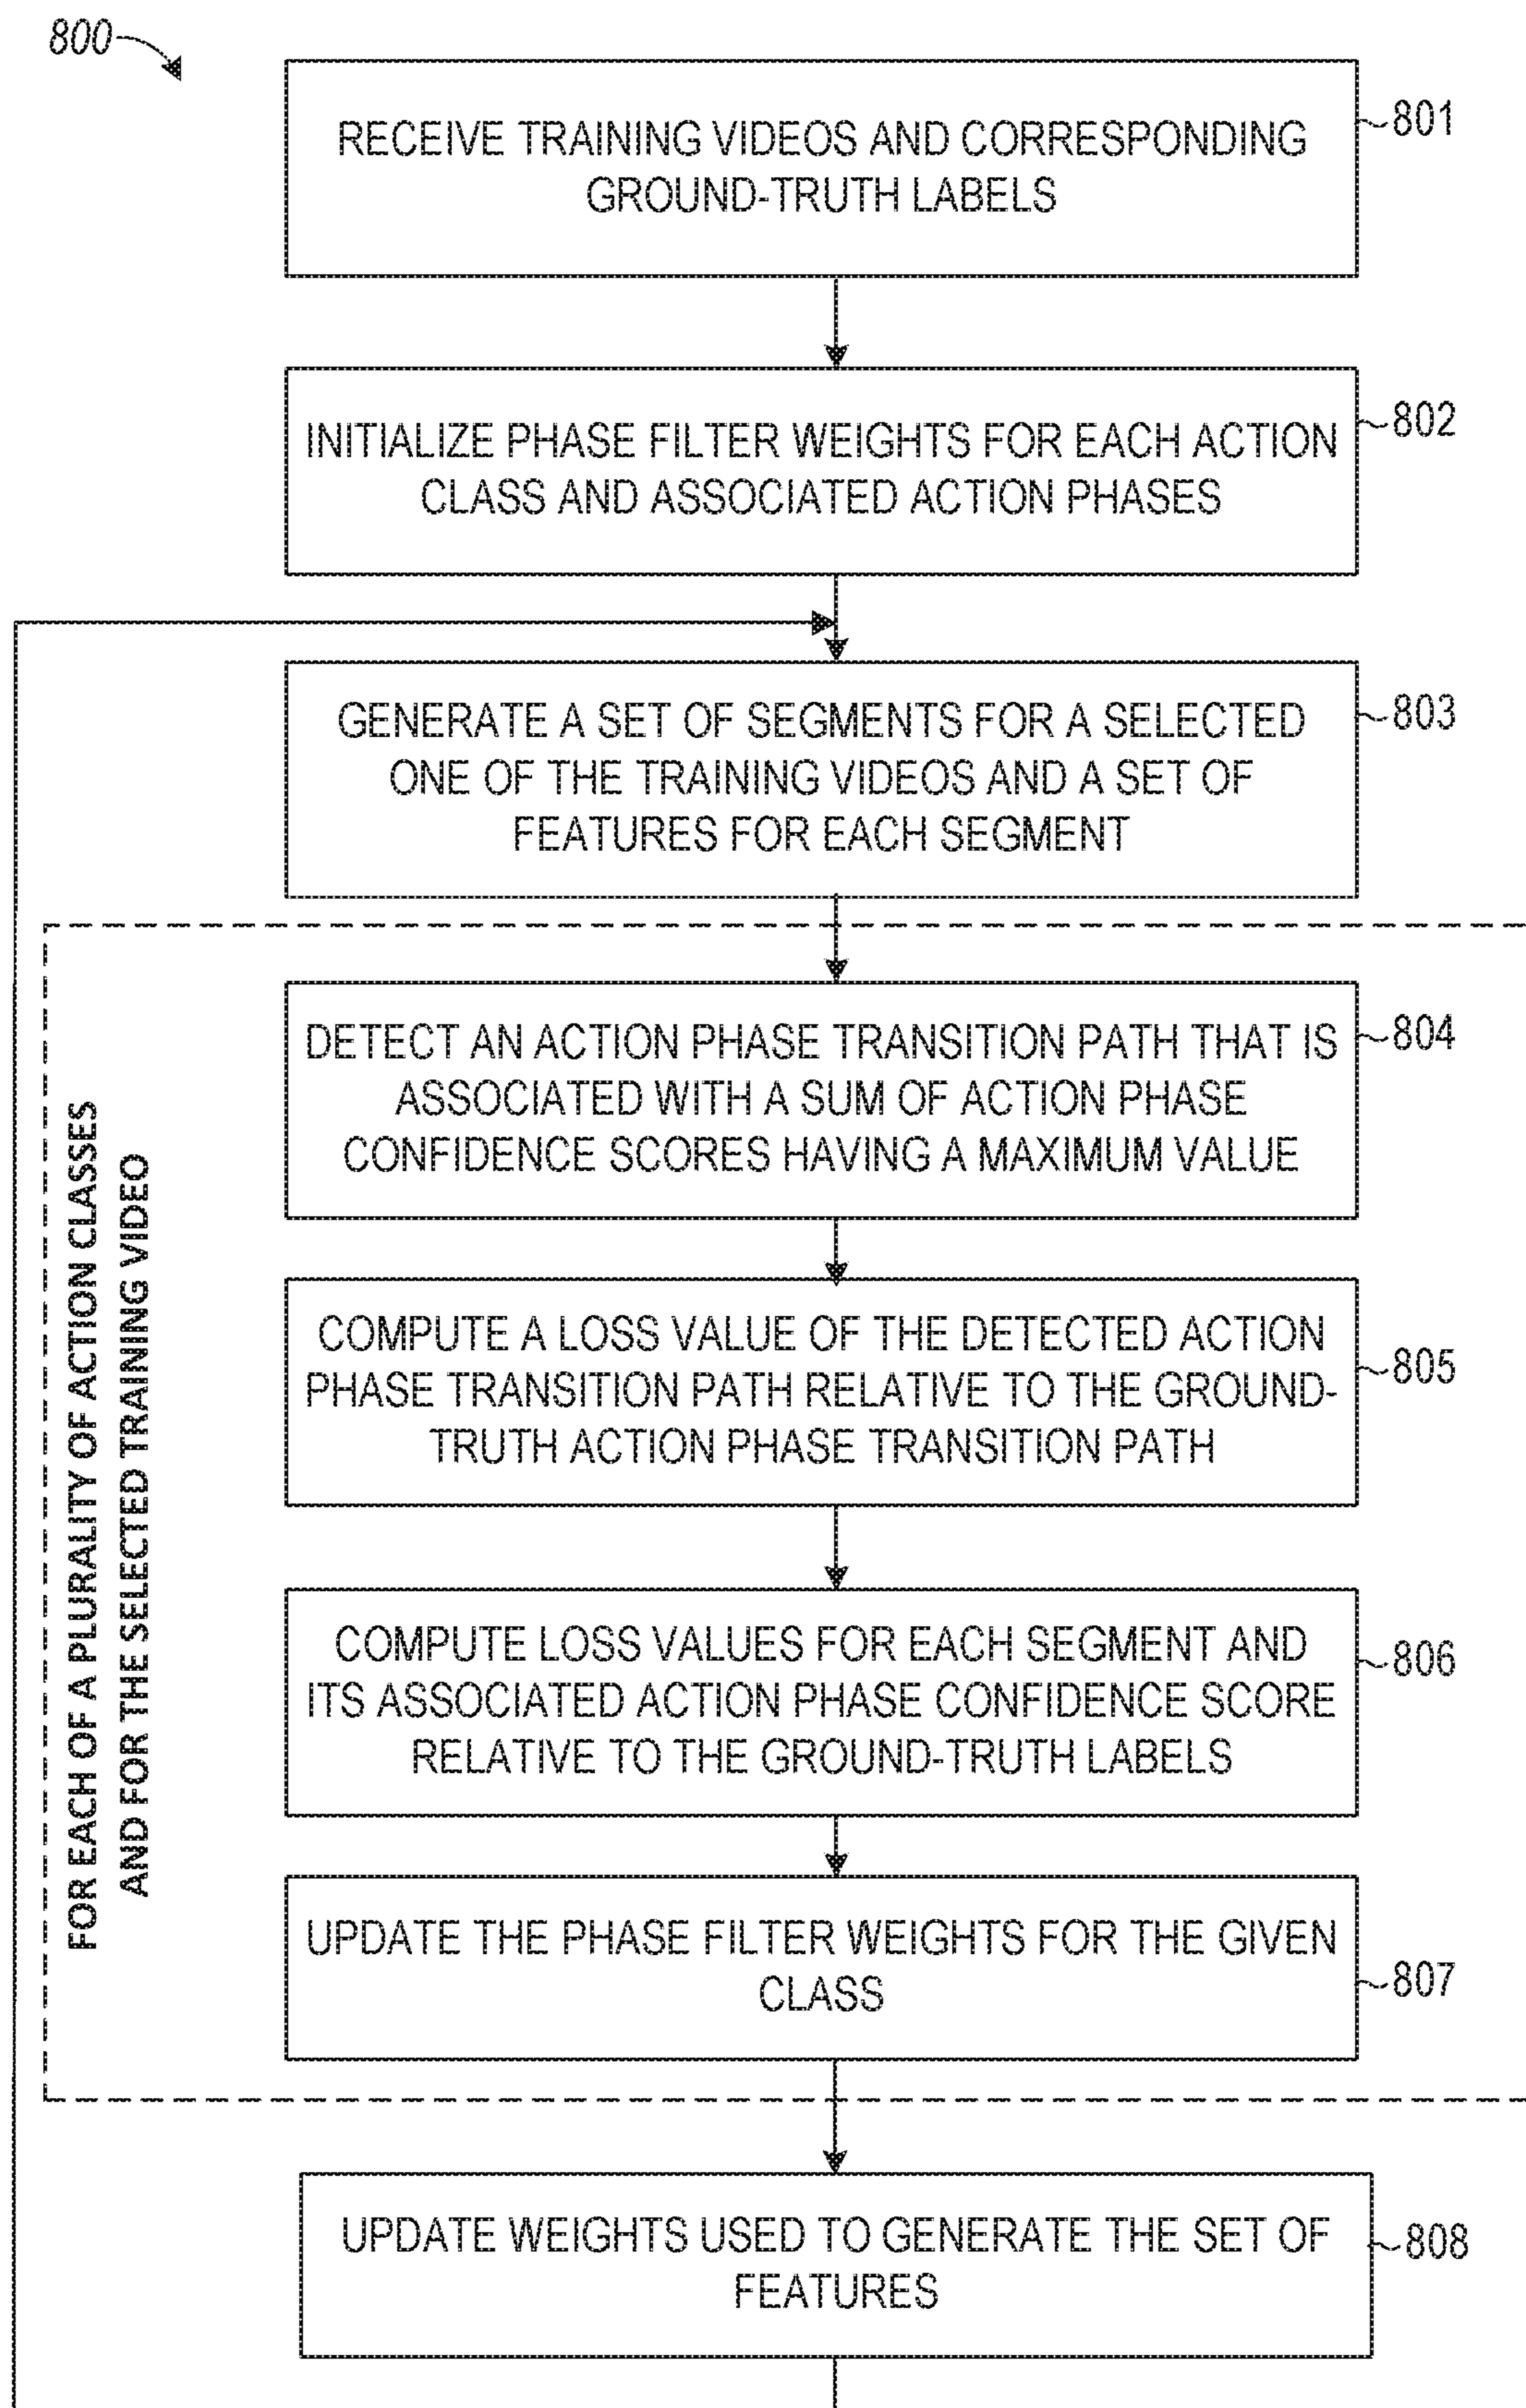 800
RECEIVE TRAINING VIDEOS AND CORRESPONDING
GROUND-TRUTH LABELS
801
INITIALIZE PHASE FILTER WEIGHTS FOR EACH ACTION
CLASS AND ASSOCIATED ACTION PHASES
802
GENERATE A SET OF SEGMENTS FOR A SELECTED
ONE OF THE TRAINING VIDEOS AND A SET OF
FEATURES FOR EACH SEGMENT
803
FOR EACH OF A PLURALITY OF ACTION CLASSES
AND FOR THE SELECTED TRAINING VIDEO
DETECT AN ACTION PHASE TRANSITION PATH THAT IS
ASSOCIATED WITH A SUM OF ACTION PHASE
CONFIDENCE SCORES HAVING A MAXIMUM VALUE
804
COMPUTE A LOSS VALUE OF THE DETECTED ACTION
PHASE TRANSITION PATH RELATIVE TO THE GROUND-
TRUTH ACTION PHASE TRANSITION PATH
805
COMPUTE LOSS VALUES FOR EACH SEGMENT AND
ITS ASSOCIATED ACTION PHASE CONFIDENCE SCORE
RELATIVE TO THE GROUND-TRUTH LABELS
806
UPDATE THE PHASE FILTER WEIGHTS FOR THE GIVEN
CLASS
807
UPDATE WEIGHTS USED TO GENERATE THE SET OF
FEATURES
808